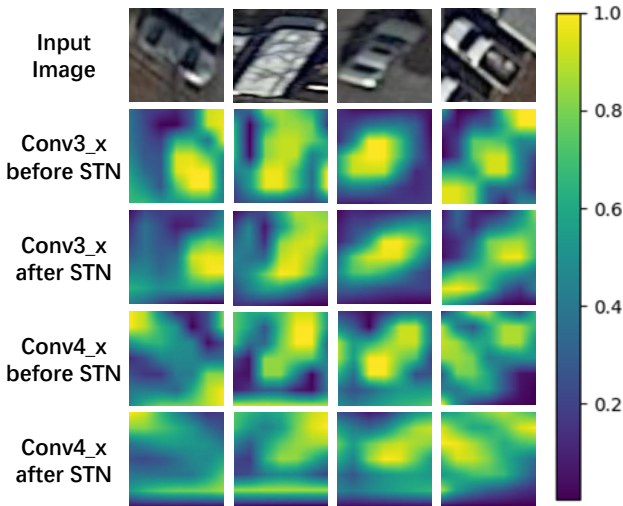 Input
Image
Conv3_x
before STN
Conv3_x
after STN
Conv4_x
before STN
Conv4_x
after STN
1.0
0.8
0.6
0.4
0.2